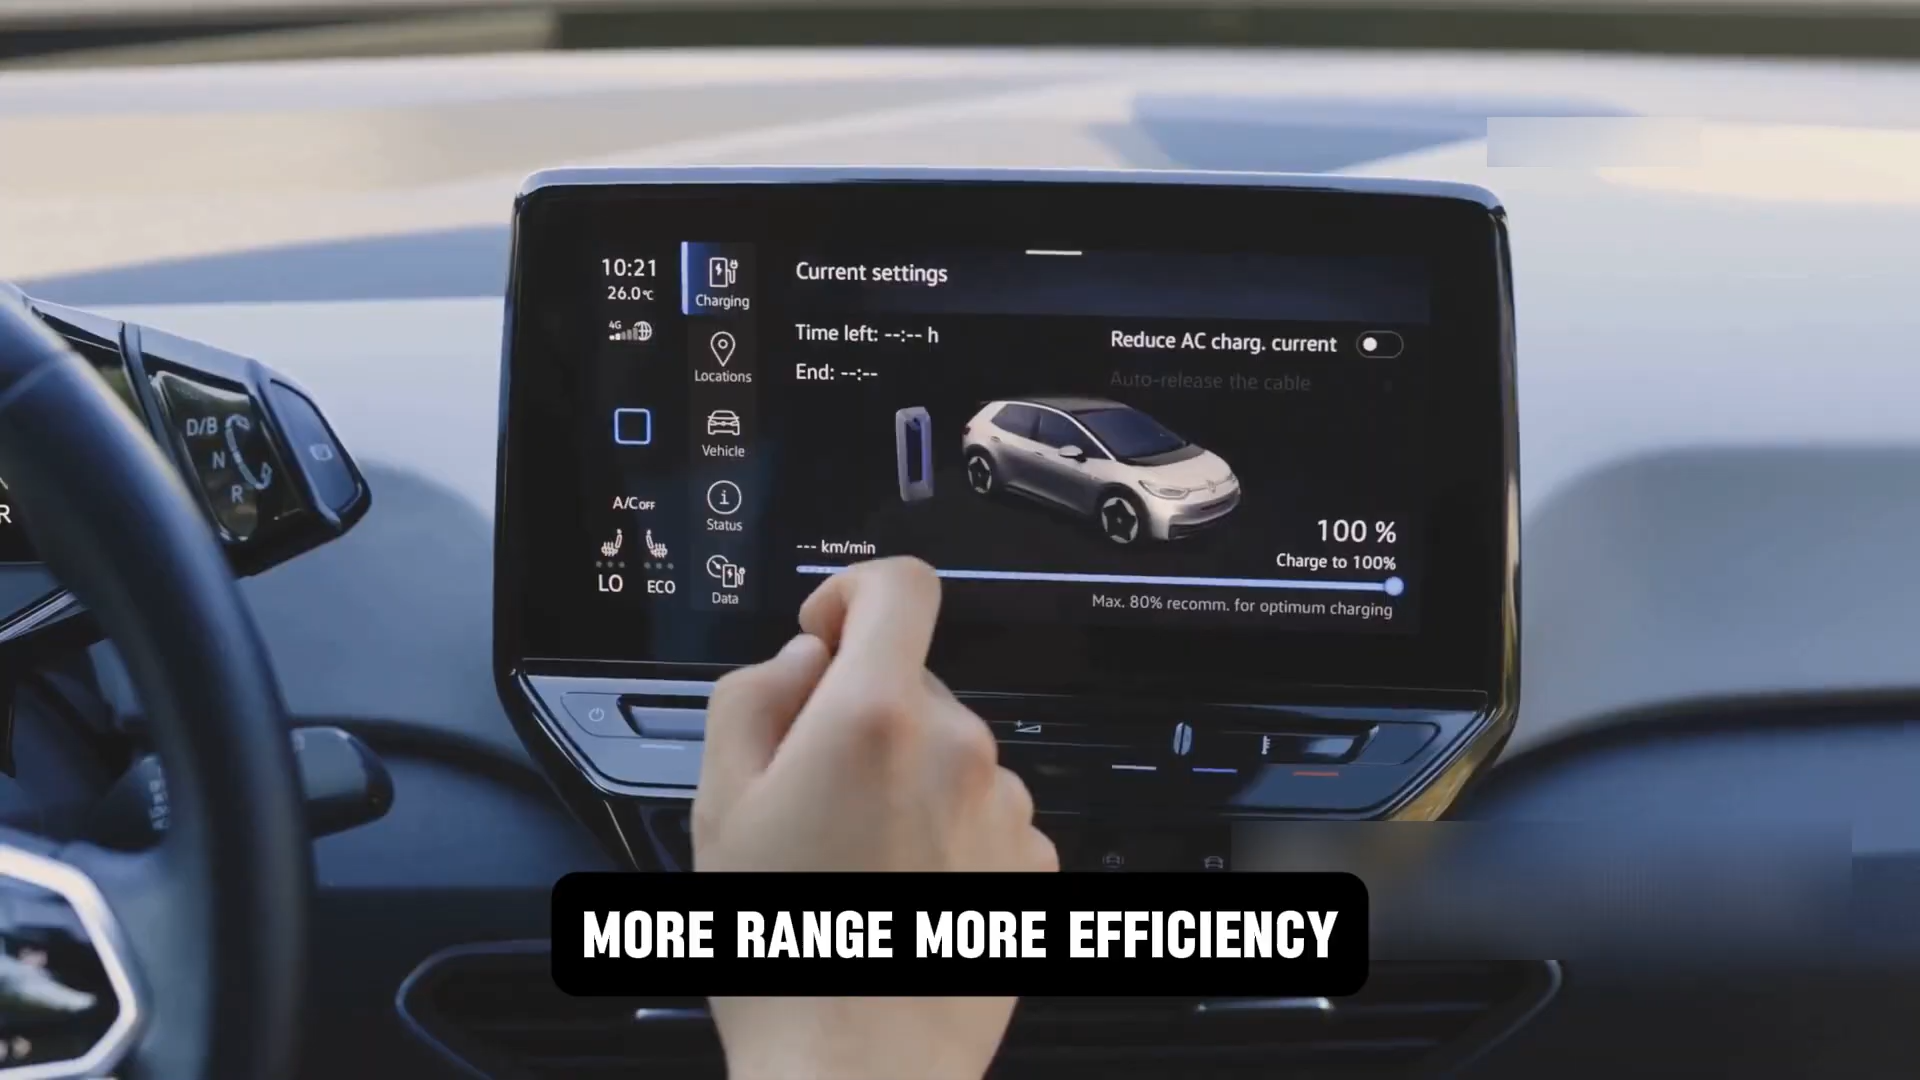 10:21
26.0°C
4G
Charging
Locations
Vehicle
Status
Data
A/C OFF
LO
ECO
Current settings
Time left: --:-- h
End: --:--
Reduce AC charg. current
Auto-release the cable
100 %
Charge to 100%
--- km/min
Max. 80% recomm. for optimum charging
D/B
N
R
R
MORE RANGE MORE EFFICIENCY